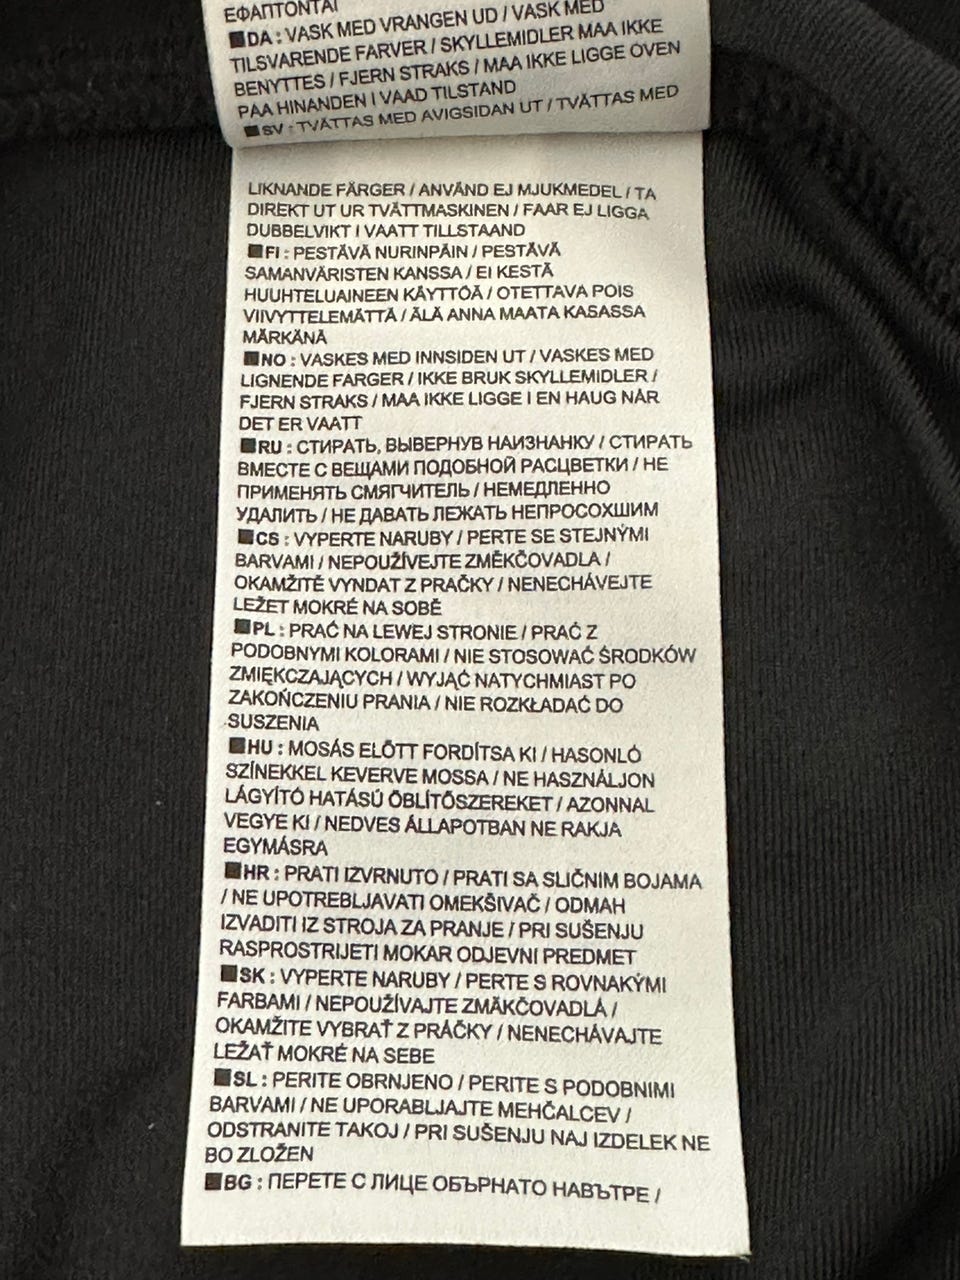 ΕΦΑΠΤΟΝΤΑΙ
■DA : VASK MED VRANGEN UD / VASK MED
TILSVARENDE FARVER / SKYLLEMIDLER MAA IKKE
BENYTTES / FJERN STRAKS / MAA IKKE LIGGE OVEN
PAA HINANDEN I VAAD TILSTAND
■SV : TVÄTTAS MED AVIGSIDAN UT / TVÄTTAS MED
LIKNANDE FÄRGER / ANVÄND EJ MJUKMEDEL / TA
DIREKT UT UR TVÄTTMASKINEN / FAAR EJ LIGGA
DUBBELVIKT I VAATT TILLSTAAND
■FI : PESTÄVÄ NURINPÄIN / PESTÄVÄ
SAMANVÄRISTEN KANSSA / EI KESTÄ
HUUHTELUAINEEN KÄYTTÖÄ / OTETTAVA POIS
VIIVYTTELEMÄTTÄ / ÄLÄ ANNA MAATA KASASSA
MÄRKÄNÄ
■NO : VASKES MED INNSIDEN UT / VASKES MED
LIGNENDE FARGER / IKKE BRUK SKYLLEMIDLER /
FJERN STRAKS / MAA IKKE LIGGE I EN HAUG NÅR
DET ER VAATT
■RU : СТИРАТЬ, ВЫВЕРНУВ НАИЗНАНКУ / СТИРАТЬ
ВМЕСТЕ С ВЕЩАМИ ПОДОБНОЙ РАСЦВЕТКИ / НЕ
ПРИМЕНЯТЬ СМЯГЧИТЕЛЬ / НЕМЕДЛЕННО
УДАЛИТЬ / НЕ ДАВАТЬ ЛЕЖАТЬ НЕПРОСОХШИМ
■CS : VYPERTE NARUBY / PERTE SE STEJNÝMI
BARVAMI / NEPOUŽÍVEJTE ZMĚKČOVADLA /
OKAMŽITĚ VYNDAT Z PRAČKY / NENECHÁVEJTE
LEŽET MOKRÉ NA SOBĚ
■PL : PRAĆ NA LEWEJ STRONIE / PRAĆ Z
PODOBNYMI KOLORAMI / NIE STOSOWAĆ ŚRODKÓW
ZMIĘKCZAJĄCYCH / WYJĄĆ NATYCHMIAST PO
ZAKOŃCZENIU PRANIA / NIE ROZKŁADAĆ DO
SUSZENIA
■HU : MOSÁS ELŐTT FORDÍTSA KI / HASONLÓ
SZÍNEKKEL KEVERVE MOSSA / NE HASZNÁLJON
LÁGYÍTÓ HATÁSÚ ÖBLÍTŐSZEREKET / AZONNAL
VEGYE KI / NEDVES ÁLLAPOTBAN NE RAKJA
EGYMÁSRA
■HR : PRATI IZVRNUTO / PRATI SA SLIČNIM BOJAMA
/ NE UPOTREBLJAVATI OMEKŠIVAČ / ODMAH
IZVADITI IZ STROJA ZA PRANJE / PRI SUŠENJU
RASPROSTRIJETI MOKAR ODJEVNI PREDMET
■SK : VYPERTE NARUBY / PERTE S ROVNAKÝMI
FARBAMI / NEPOUŽÍVAJTE ZMÄKČOVADLÁ /
OKAMŽITE VYBRAŤ Z PRÁČKY / NENECHÁVAJTE
LEŽAŤ MOKRÉ NA SEBE
■SL : PERITE OBRNJENO / PERITE S PODOBNIMI
BARVAMI / NE UPORABLJAJTE MEHČALCEV /
ODSTRANITE TAKOJ / PRI SUŠENJU NAJ IZDELEK NE
BO ZLOŽEN
■BG : ПЕРЕТЕ С ЛИЦЕ ОБЪРНАТО НАВЪТРЕ /